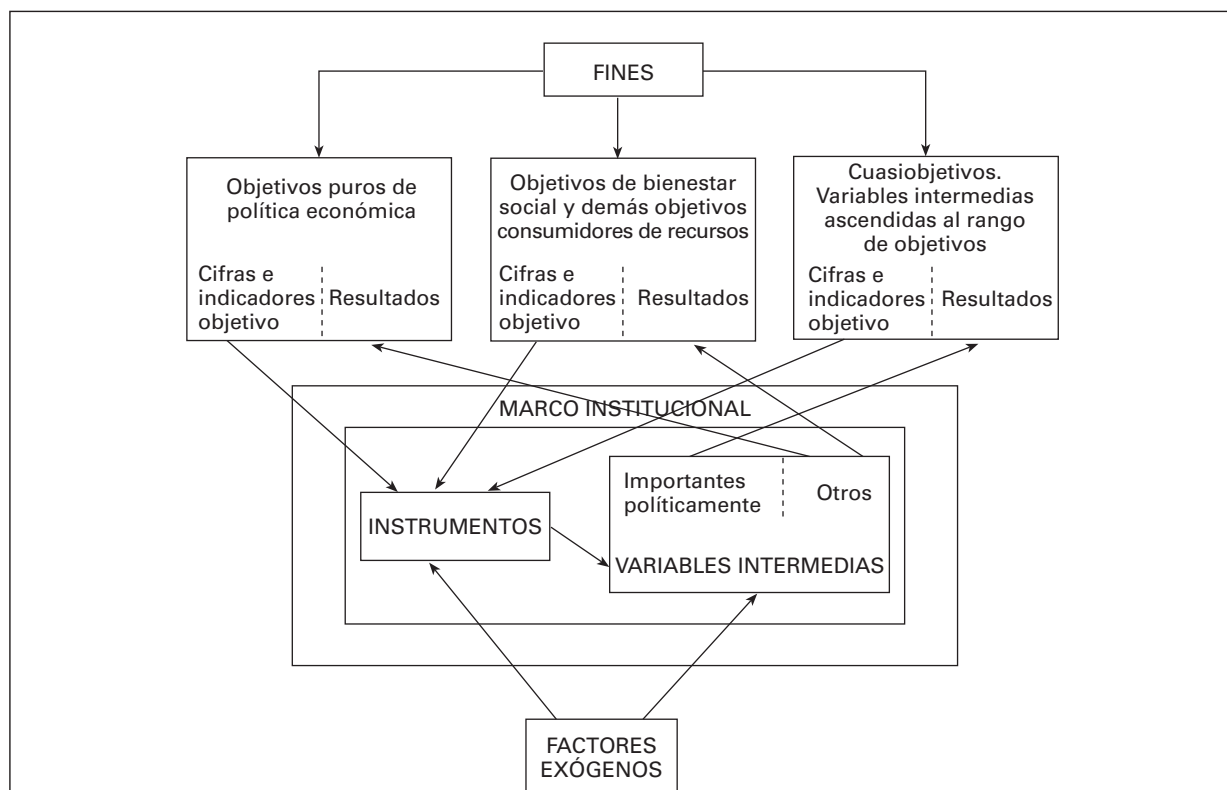 FINES
Objetivos puros de
política económica
Cifras e
indicadores
objetivo
Resultados
Objetivos de bienestar
social y demás objetivos
consumidores de recursos
Cifras e
indicadores
objetivo
Resultados
Cuasiobjetivos.
Variables intermedias
ascendidas al rango
de objetivos
Cifras e
indicadores
objetivo
Resultados
MARCO INSTITUCIONAL
INSTRUMENTOS
Importantes
políticamente
Otros
VARIABLES INTERMEDIAS
FACTORES
EXÓGENOS